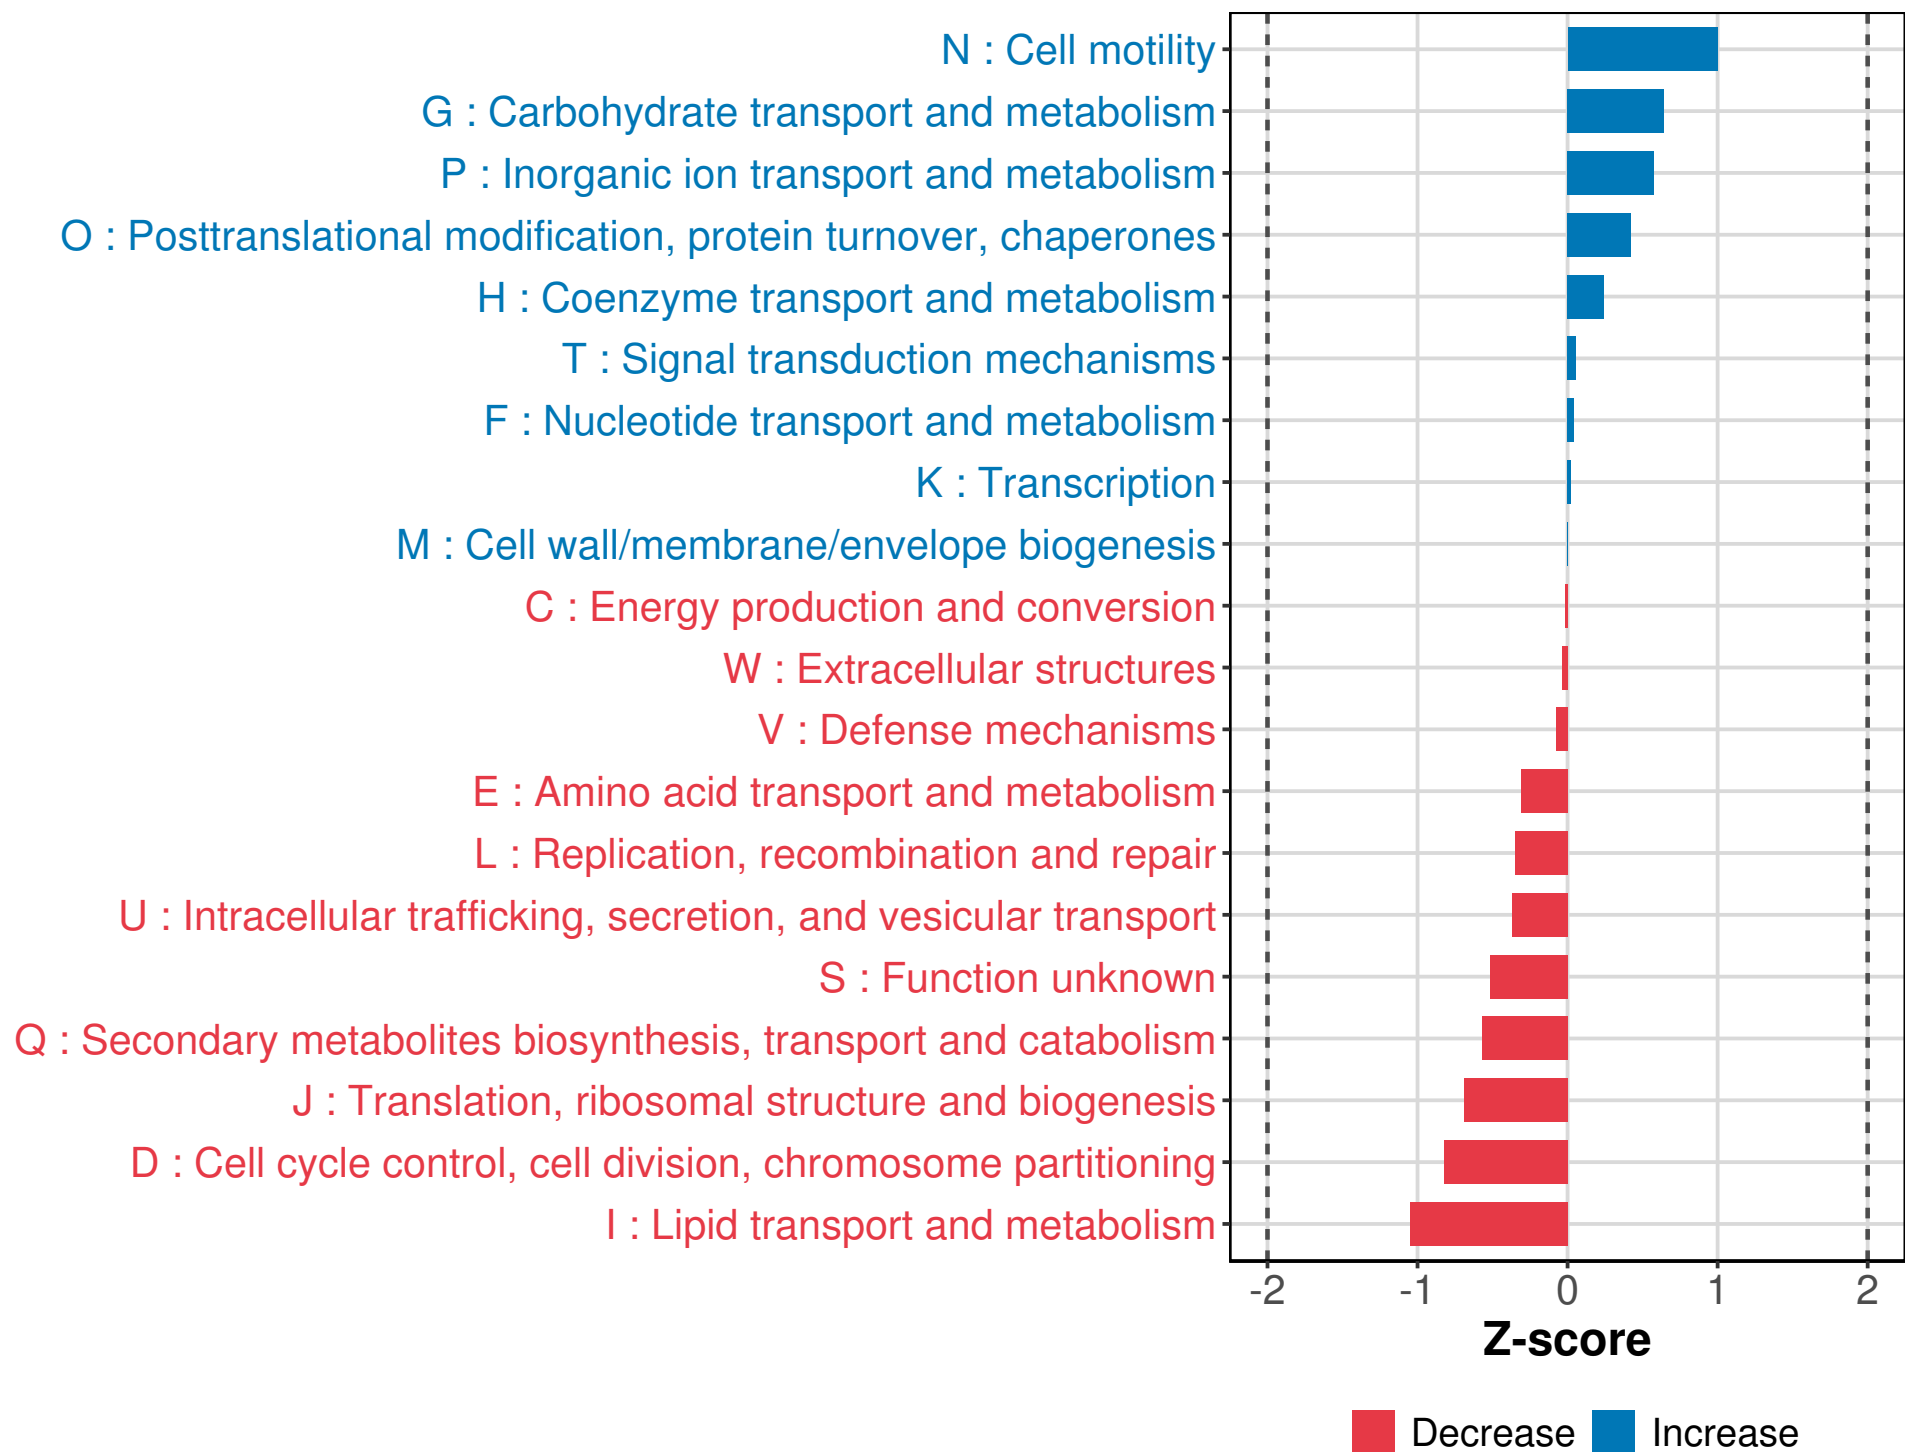 N : Cell motility
G : Carbohydrate transport and metabolism
P : Inorganic ion transport and metabolism
O : Posttranslational modification, protein turnover, chaperones
H : Coenzyme transport and metabolism
T : Signal transduction mechanisms
F : Nucleotide transport and metabolism
K : Transcription
M : Cell wall/membrane/envelope biogenesis
C : Energy production and conversion
W : Extracellular structures
V : Defense mechanisms
E : Amino acid transport and metabolism
L : Replication, recombination and repair
U : Intracellular trafficking, secretion, and vesicular transport
S : Function unknown
Q : Secondary metabolites biosynthesis, transport and catabolism
J : Translation, ribosomal structure and biogenesis
D : Cell cycle control, cell division, chromosome partitioning
I : Lipid transport and metabolism
-2 -1 0 1 2
Z-score
Decrease Increase